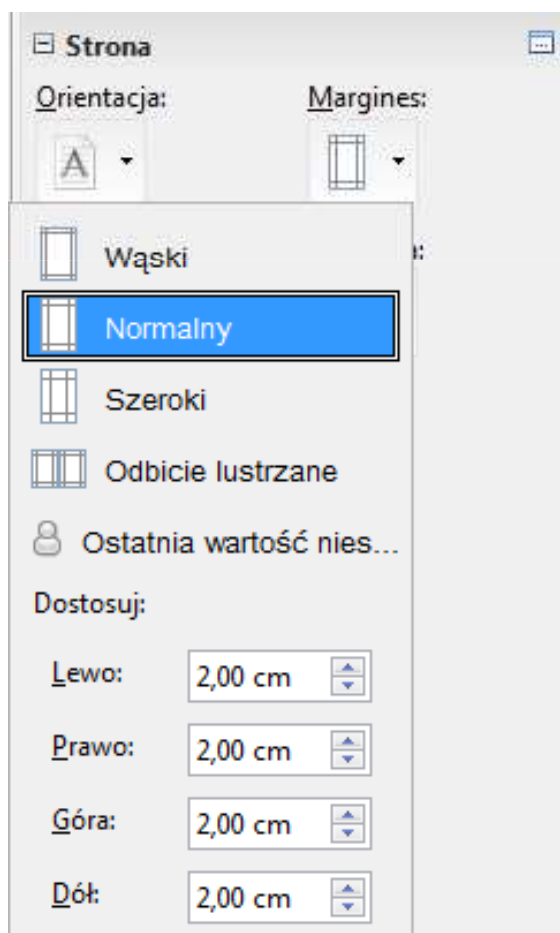 Strona
Orientacja: Margines:
Wąski
Normalny
Szeroki
Odbicie lustrzane
Ostatnia wartość nies...
Dostosuj:
Lewo: 2,00 cm
Prawo: 2,00 cm
Góra: 2,00 cm
Dół: 2,00 cm